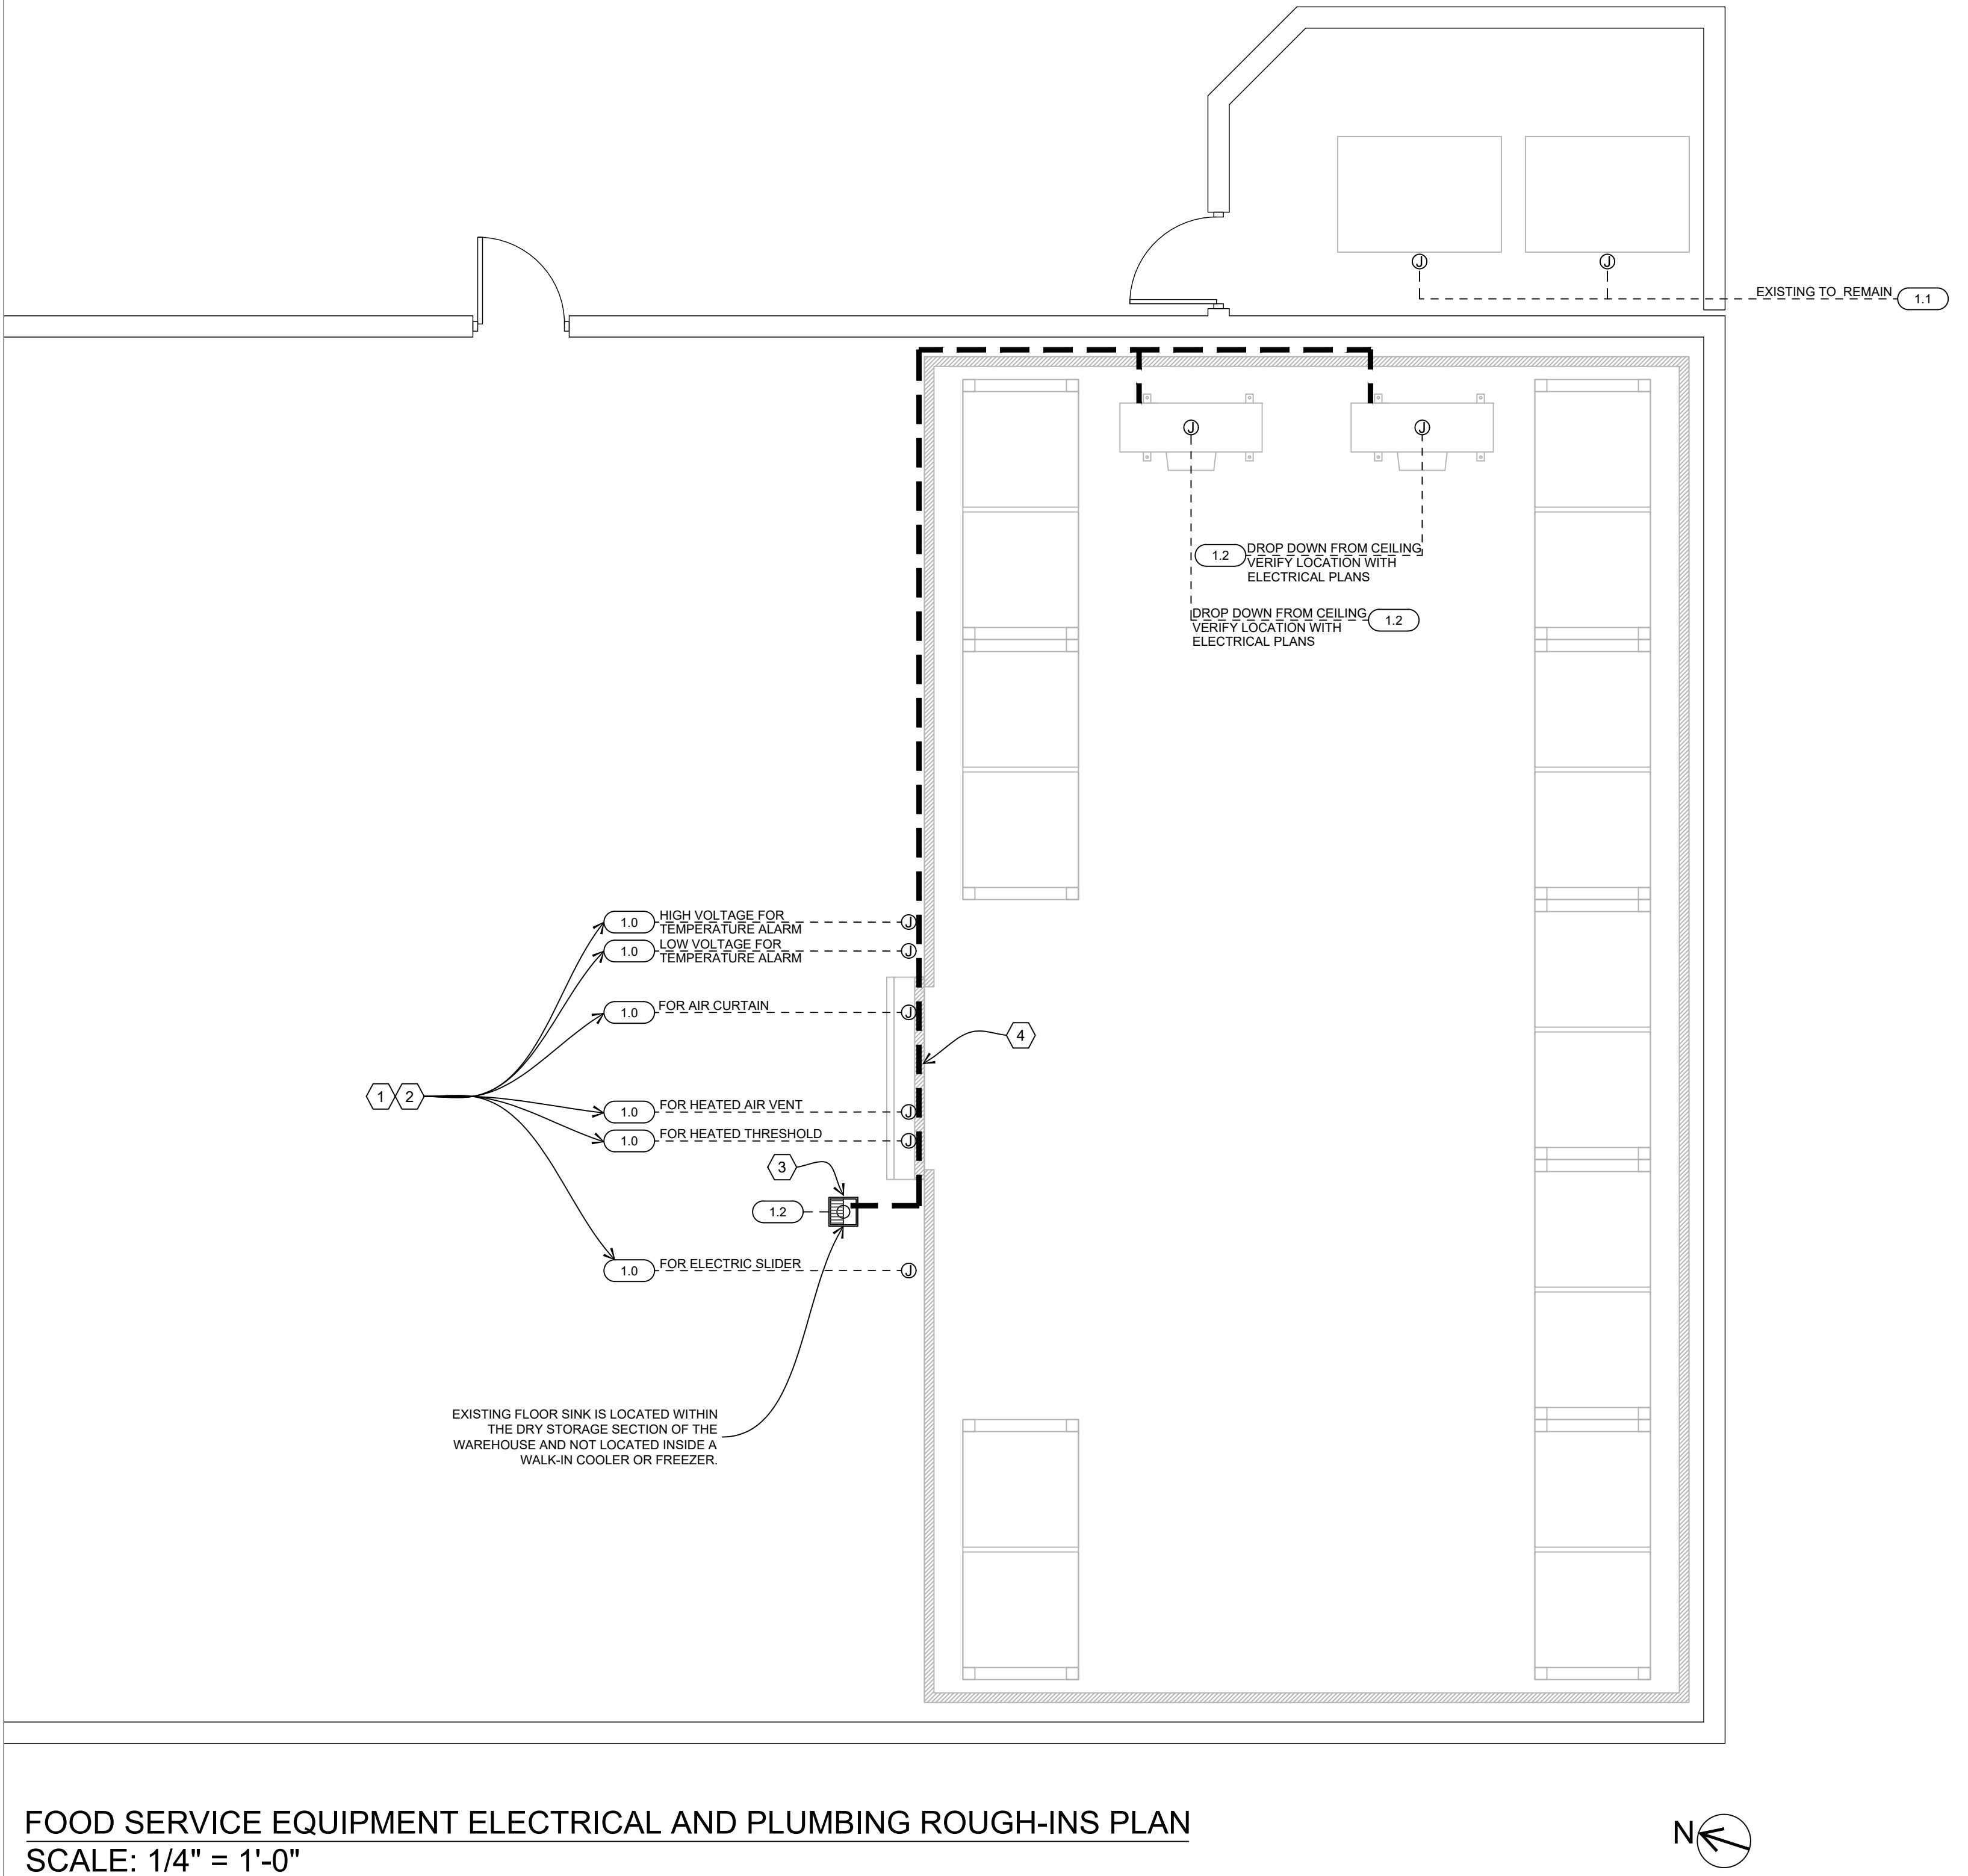 J
J
EXISTING TO REMAIN 1.1
J
J
1.2 DROP DOWN FROM CEILING
VERIFY LOCATION WITH
ELECTRICAL PLANS
DROP DOWN FROM CEILING 1.2
VERIFY LOCATION WITH
ELECTRICAL PLANS
1.0 HIGH VOLTAGE FOR J
TEMPERATURE ALARM
1.0 LOW VOLTAGE FOR J
TEMPERATURE ALARM
1.0 FOR AIR CURTAIN J
4
1 2
1.0 FOR HEATED AIR VENT J
1.0 FOR HEATED THRESHOLD J
3
1.2
1.0 FOR ELECTRIC SLIDER J
EXISTING FLOOR SINK IS LOCATED WITHIN
THE DRY STORAGE SECTION OF THE
WAREHOUSE AND NOT LOCATED INSIDE A
WALK-IN COOLER OR FREEZER.
FOOD SERVICE EQUIPMENT ELECTRICAL AND PLUMBING ROUGH-INS PLAN
SCALE: 1/4" = 1'-0"
N